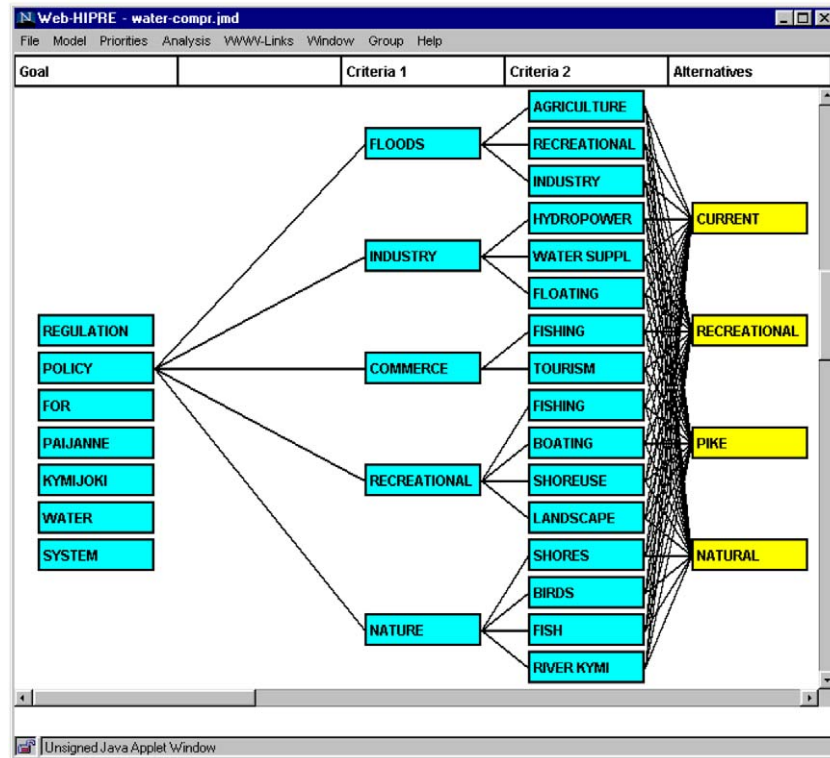 Web-HIPRE - water-compr.jmd
File Model Priorities Analysis WWW-Links Window Group Help
Goal Criteria 1 Criteria 2 Alternatives
AGRICULTURE
FLOODS RECREATIONAL
INDUSTRY
HYDROPOWER CURRENT
INDUSTRY WATER SUPPL
FLOATING
REGULATION FISHING RECREATIONAL
POLICY COMMERCE TOURISM
FOR FISHING
PAIJANNE BOATING PIKE
KYMIJOKI RECREATIONAL SHOREUSE
WATER LANDSCAPE
SYSTEM SHORES NATURAL
BIRDS
NATURE FISH
RIVER KYMI
Unsigned Java Applet Window